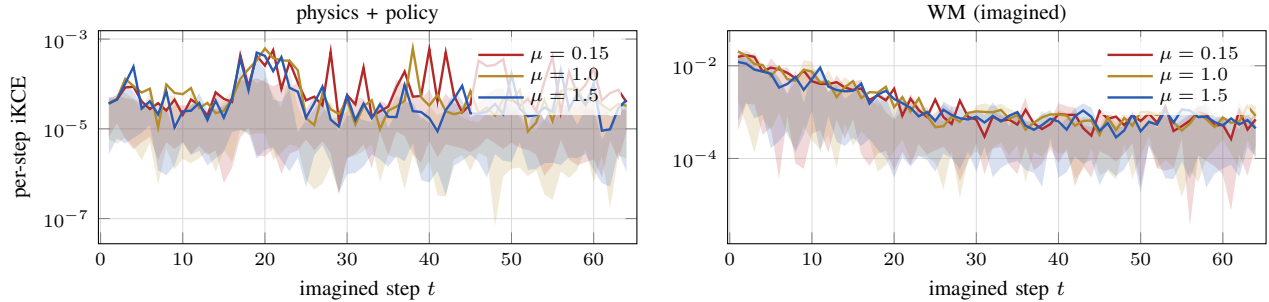 physics + policy
per-step iKCE
10⁻³
10⁻⁵
10⁻⁷
0 10 20 30 40 50 60
imagined step t
μ = 0.15
μ = 1.0
μ = 1.5
WM (imagined)
10⁻²
10⁻⁴
0 10 20 30 40 50 60
imagined step t
μ = 0.15
μ = 1.0
μ = 1.5